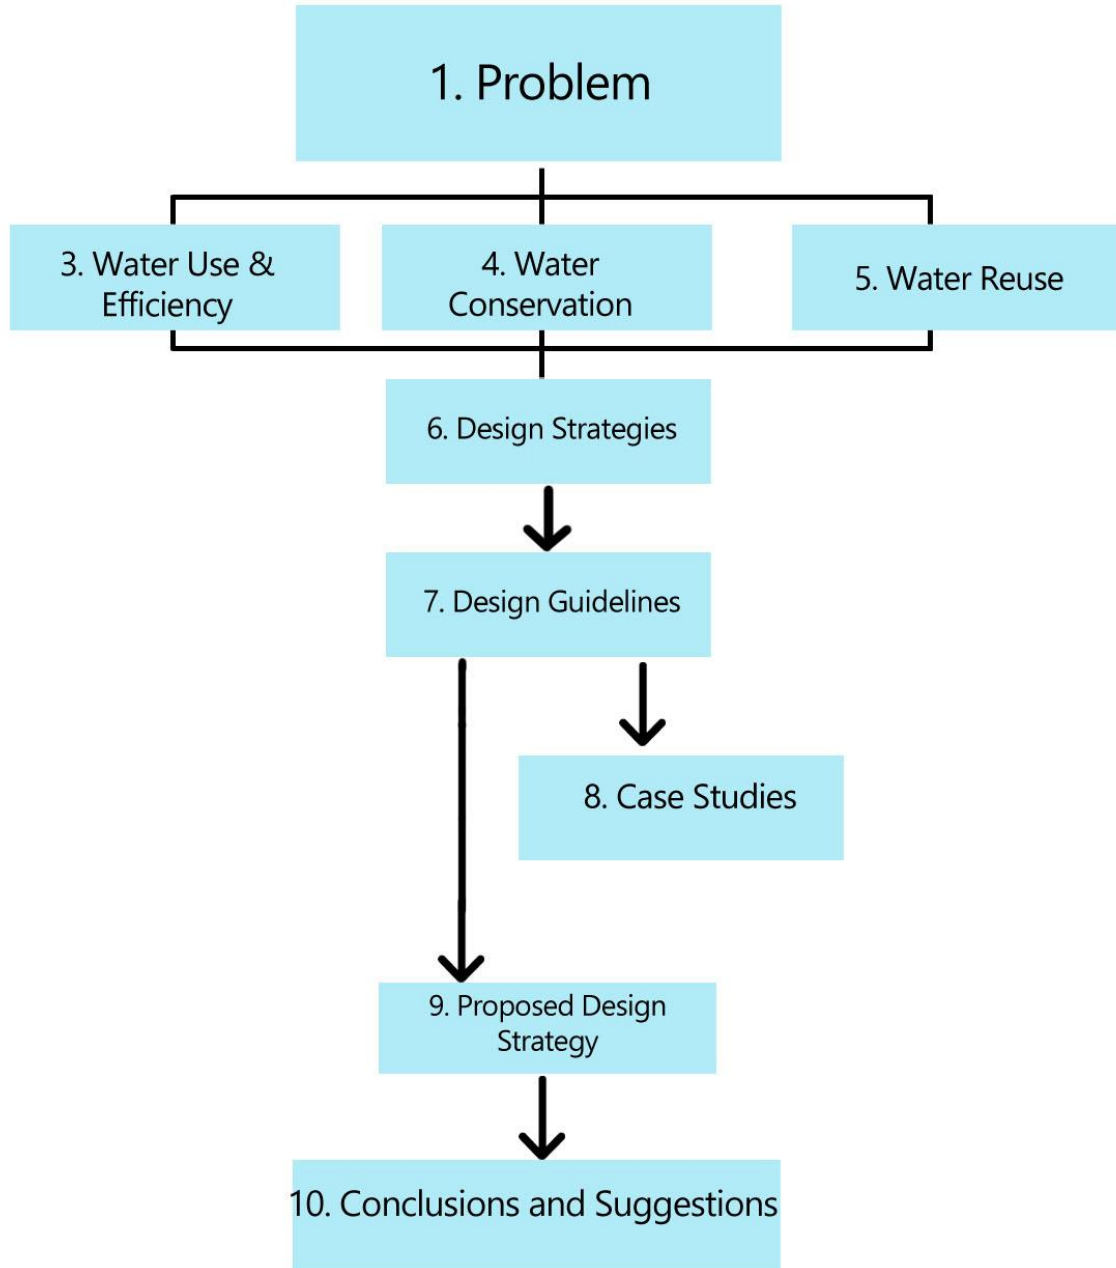 1. Problem
3. Water Use &
Efficiency
4. Water
Conservation
5. Water Reuse
6. Design Strategies
7. Design Guidelines
8. Case Studies
9. Proposed Design
Strategy
10. Conclusions and Suggestions